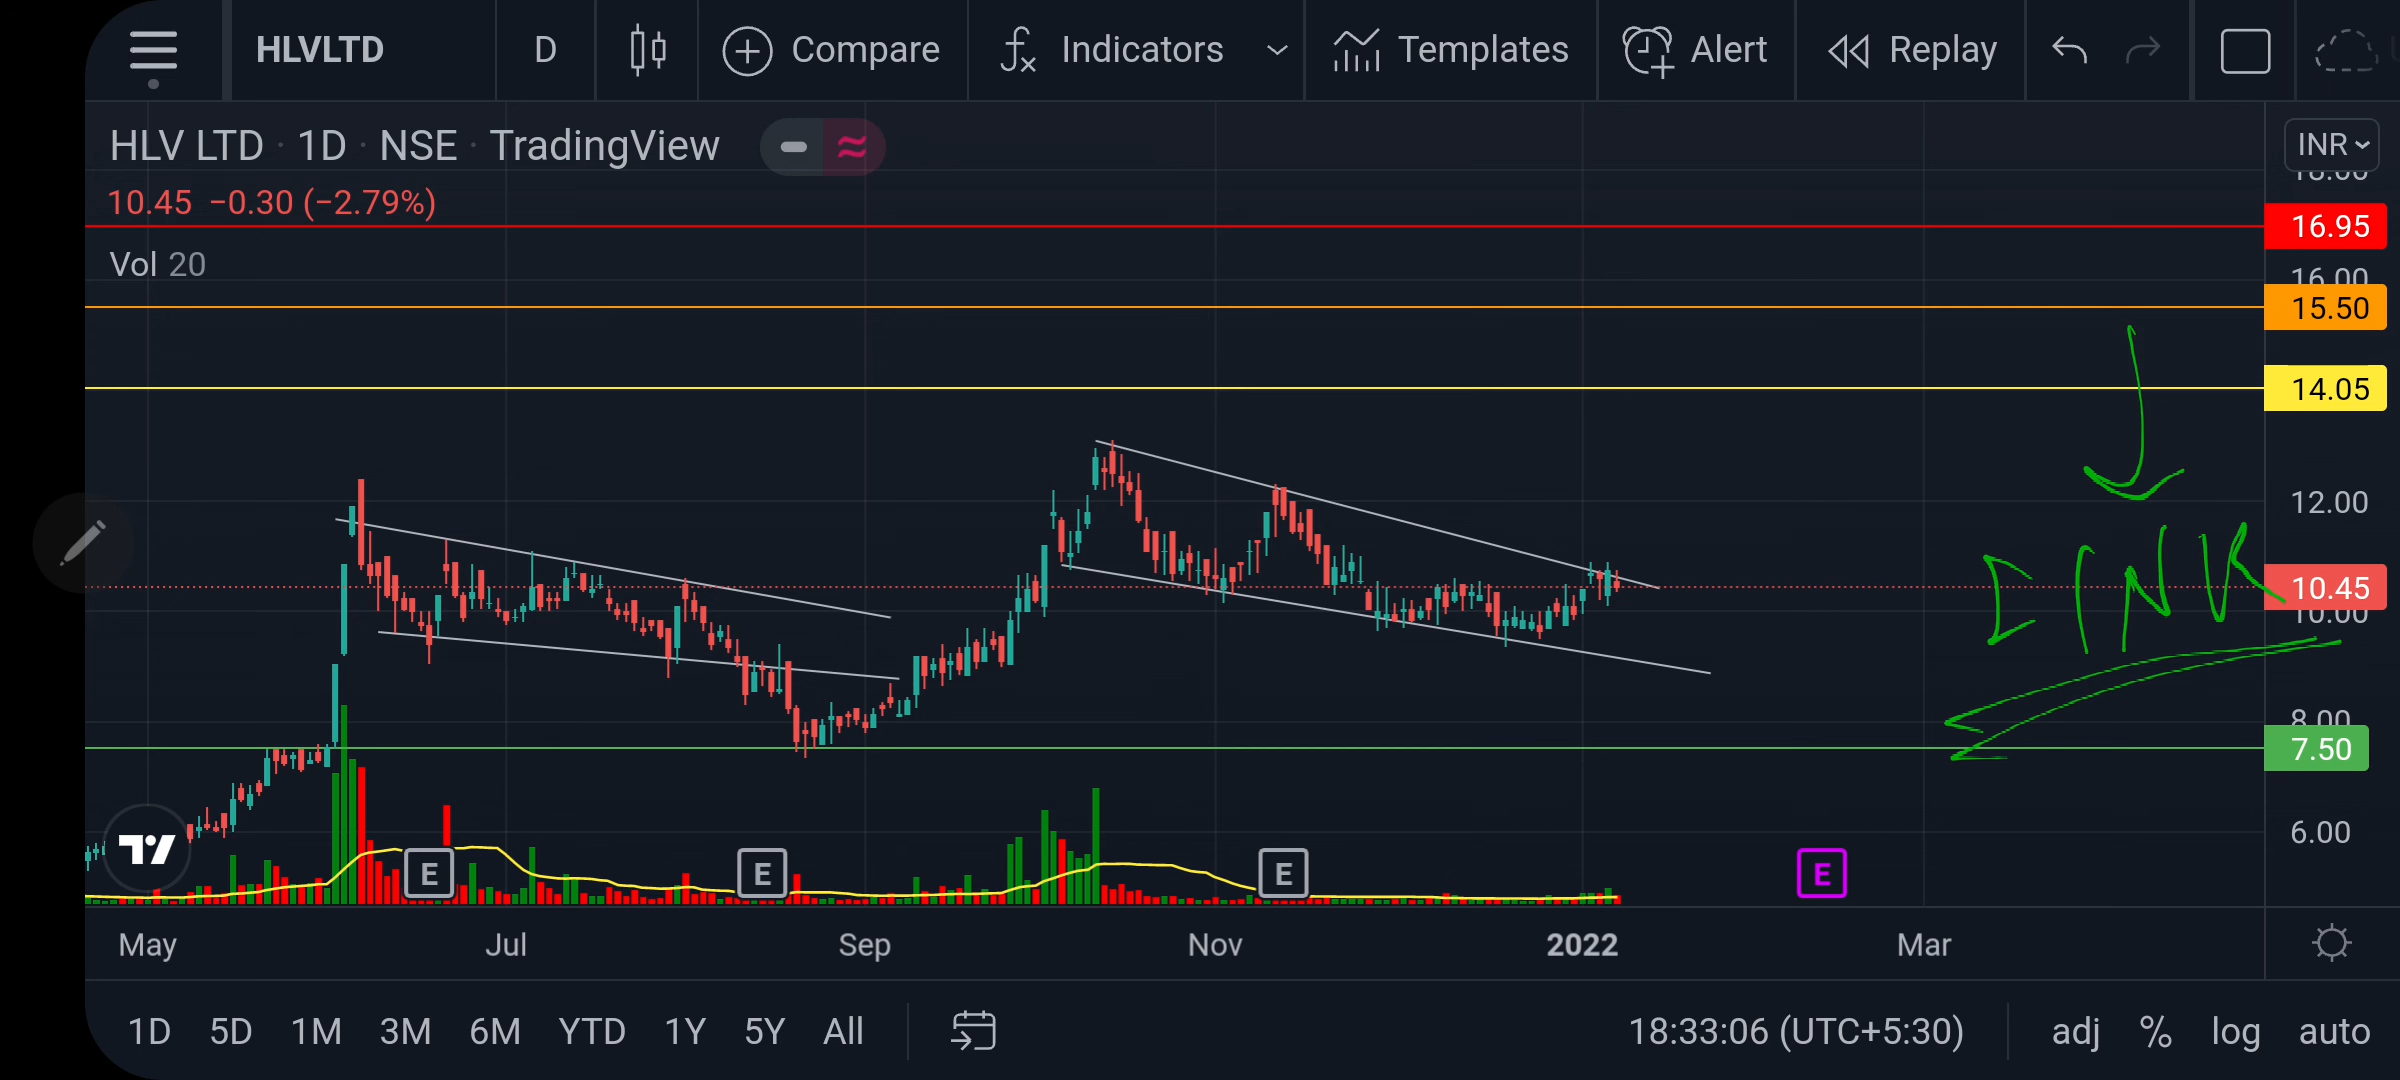 HLVLTD D Compare Indicators Templates Alert Replay
HLV LTD · 1D · NSE · TradingView
INR
18.00
10.45 −0.30 (−2.79%)
16.95
Vol 20
16.00
15.50
14.05
12.00
10.45
10.00
8.00
7.50
6.00
E E E E
May Jul Sep Nov 2022 Mar
1D 5D 1M 3M 6M YTD 1Y 5Y All 18:33:06 (UTC+5:30) adj % log auto